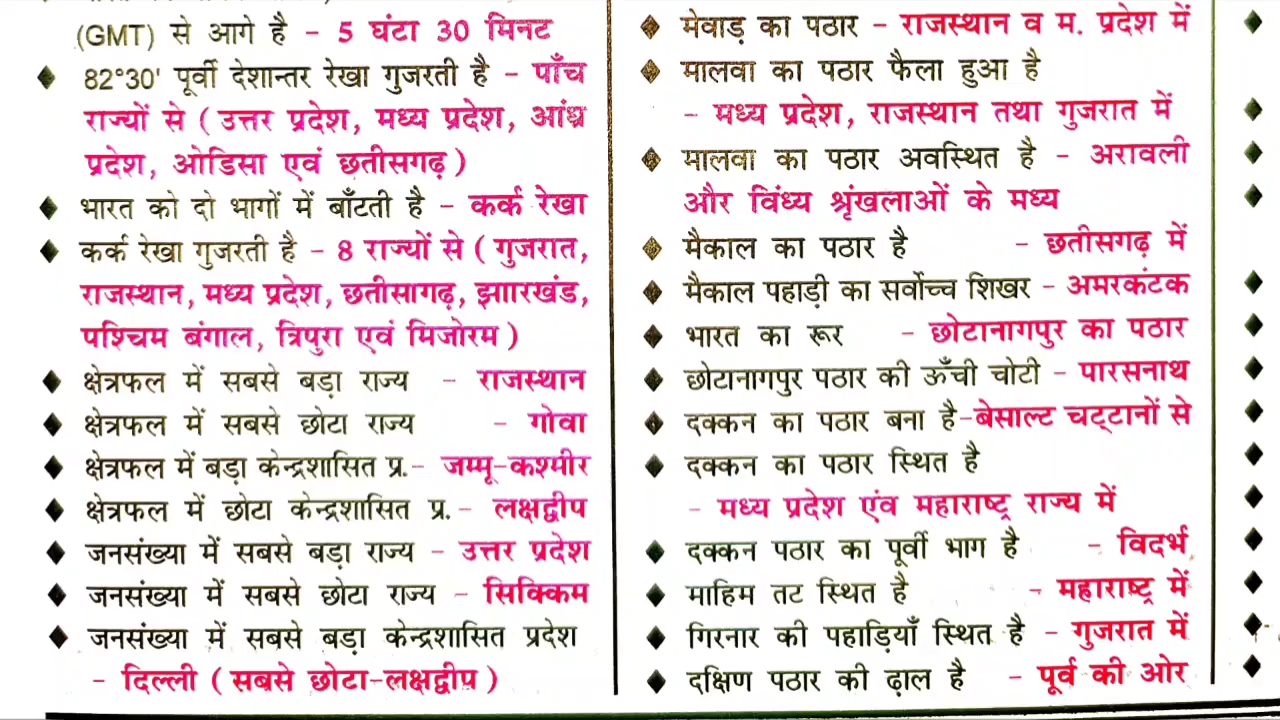 (GMT) से आगे है - 5 घंटा 30 मिनट
82°30' पूर्वी देशान्तर रेखा गुजरती है - पाँच
राज्यों से ( उत्तर प्रदेश, मध्य प्रदेश, आंध्र
प्रदेश, ओडिसा एवं छतीसगढ़ )
भारत को दो भागों में बाँटती है - कर्क रेखा
कर्क रेखा गुजरती है - 8 राज्यों से ( गुजरात,
राजस्थान, मध्य प्रदेश, छतीसागढ़, झाारखंड,
पश्चिम बंगाल, त्रिपुरा एवं मिजोरम )
क्षेत्रफल में सबसे बड़ा राज्य - राजस्थान
क्षेत्रफल में सबसे छोटा राज्य - गोवा
क्षेत्रफल में बड़ा केन्द्रशासित प्र.- जम्मू-कश्मीर
क्षेत्रफल में छोटा केन्द्रशासित प्र.- लक्षद्वीप
जनसंख्या में सबसे बड़ा राज्य - उत्तर प्रदेश
जनसंख्या में सबसे छोटा राज्य - सिक्किम
जनसंख्या में सबसे बड़ा केन्द्रशासित प्रदेश
- दिल्ली ( सबसे छोटा-लक्षद्वीप )
मेवाड़ का पठार - राजस्थान व म. प्रदेश में
मालवा का पठार फैला हुआ है
- मध्य प्रदेश, राजस्थान तथा गुजरात में
मालवा का पठार अवस्थित है - अरावली
और विंध्य श्रृंखलाओं के मध्य
मैकाल का पठार है - छतीसगढ़ में
मैकाल पहाड़ी का सर्वोच्च शिखर - अमरकंटक
भारत का रूर - छोटानागपुर का पठार
छोटानागपुर पठार की ऊँची चोटी - पारसनाथ
दक्कन का पठार बना है-बेसाल्ट चट्टानों से
दक्कन का पठार स्थित है
- मध्य प्रदेश एंव महाराष्ट्र राज्य में
दक्कन पठार का पूर्वी भाग है - विदर्भ
माहिम तट स्थित है - महाराष्ट्र में
गिरनार की पहाड़ियाँ स्थित है - गुजरात में
दक्षिण पठार की ढ़ाल है - पूर्व की ओर